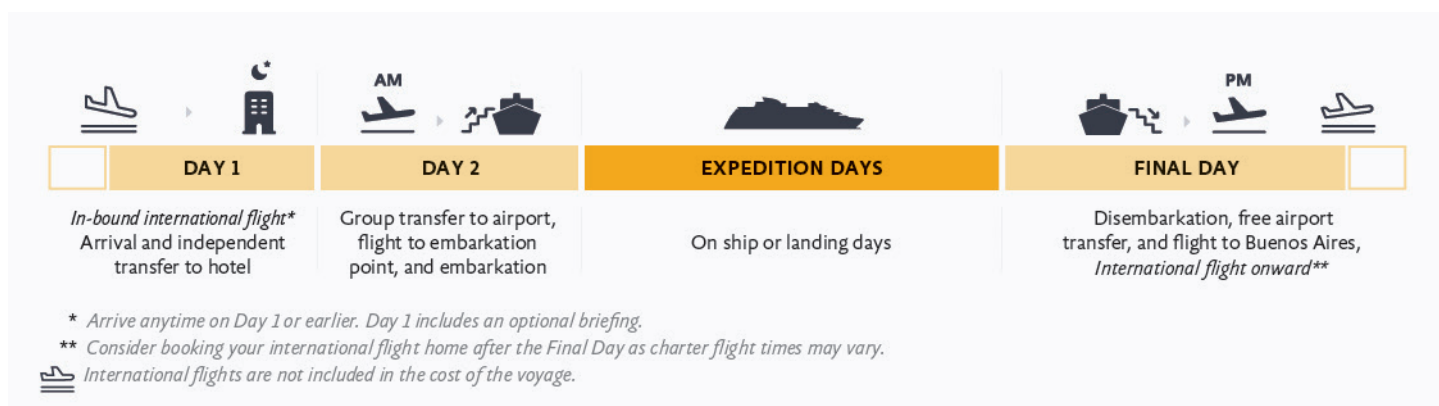 AM
PM
DAY 1
DAY 2
EXPEDITION DAYS
FINAL DAY
In-bound international flight*
Arrival and independent
transfer to hotel
Group transfer to airport,
flight to embarkation
point, and embarkation
On ship or landing days
Disembarkation, free airport
transfer, and flight to Buenos Aires,
International flight onward**
* Arrive anytime on Day 1 or earlier. Day 1 includes an optional briefing.
** Consider booking your international flight home after the Final Day as charter flight times may vary.
International flights are not included in the cost of the voyage.